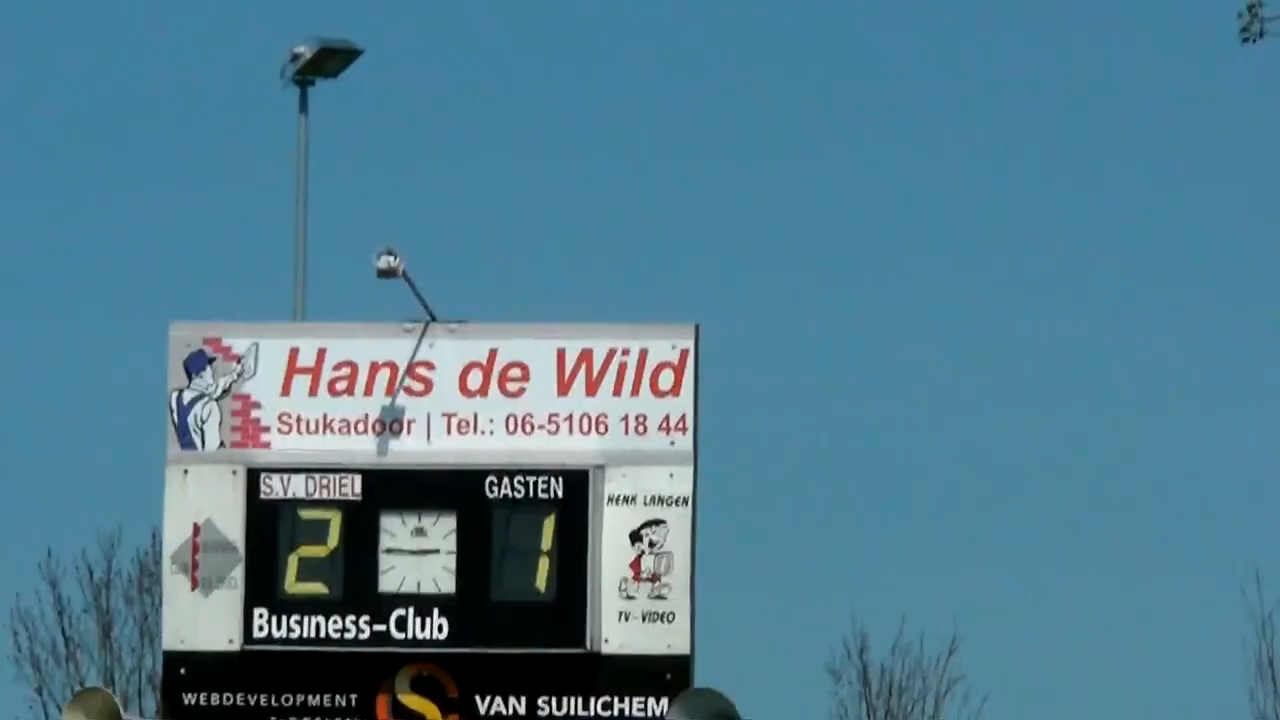 Hans de Wild
Stukadoor | Tel.: 06-5106 18 44
S.V. DRIEL
GASTEN
HENK LANGEN
2
1
TV-VIDEO
Business-Club
WEBDEVELOPMENT
VAN SUILICHEM